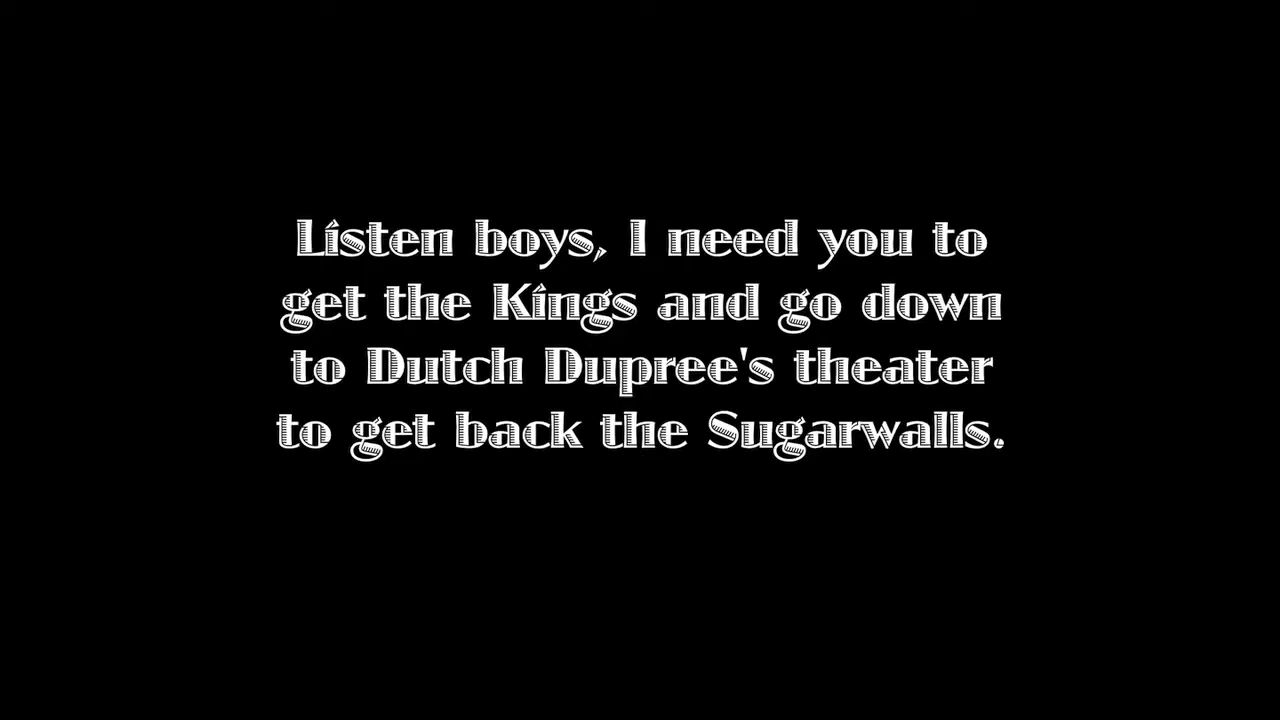 Listen boys, I need you to
get the Kings and go down
to Dutch Dupree's theater
to get back the Sugarwalls.